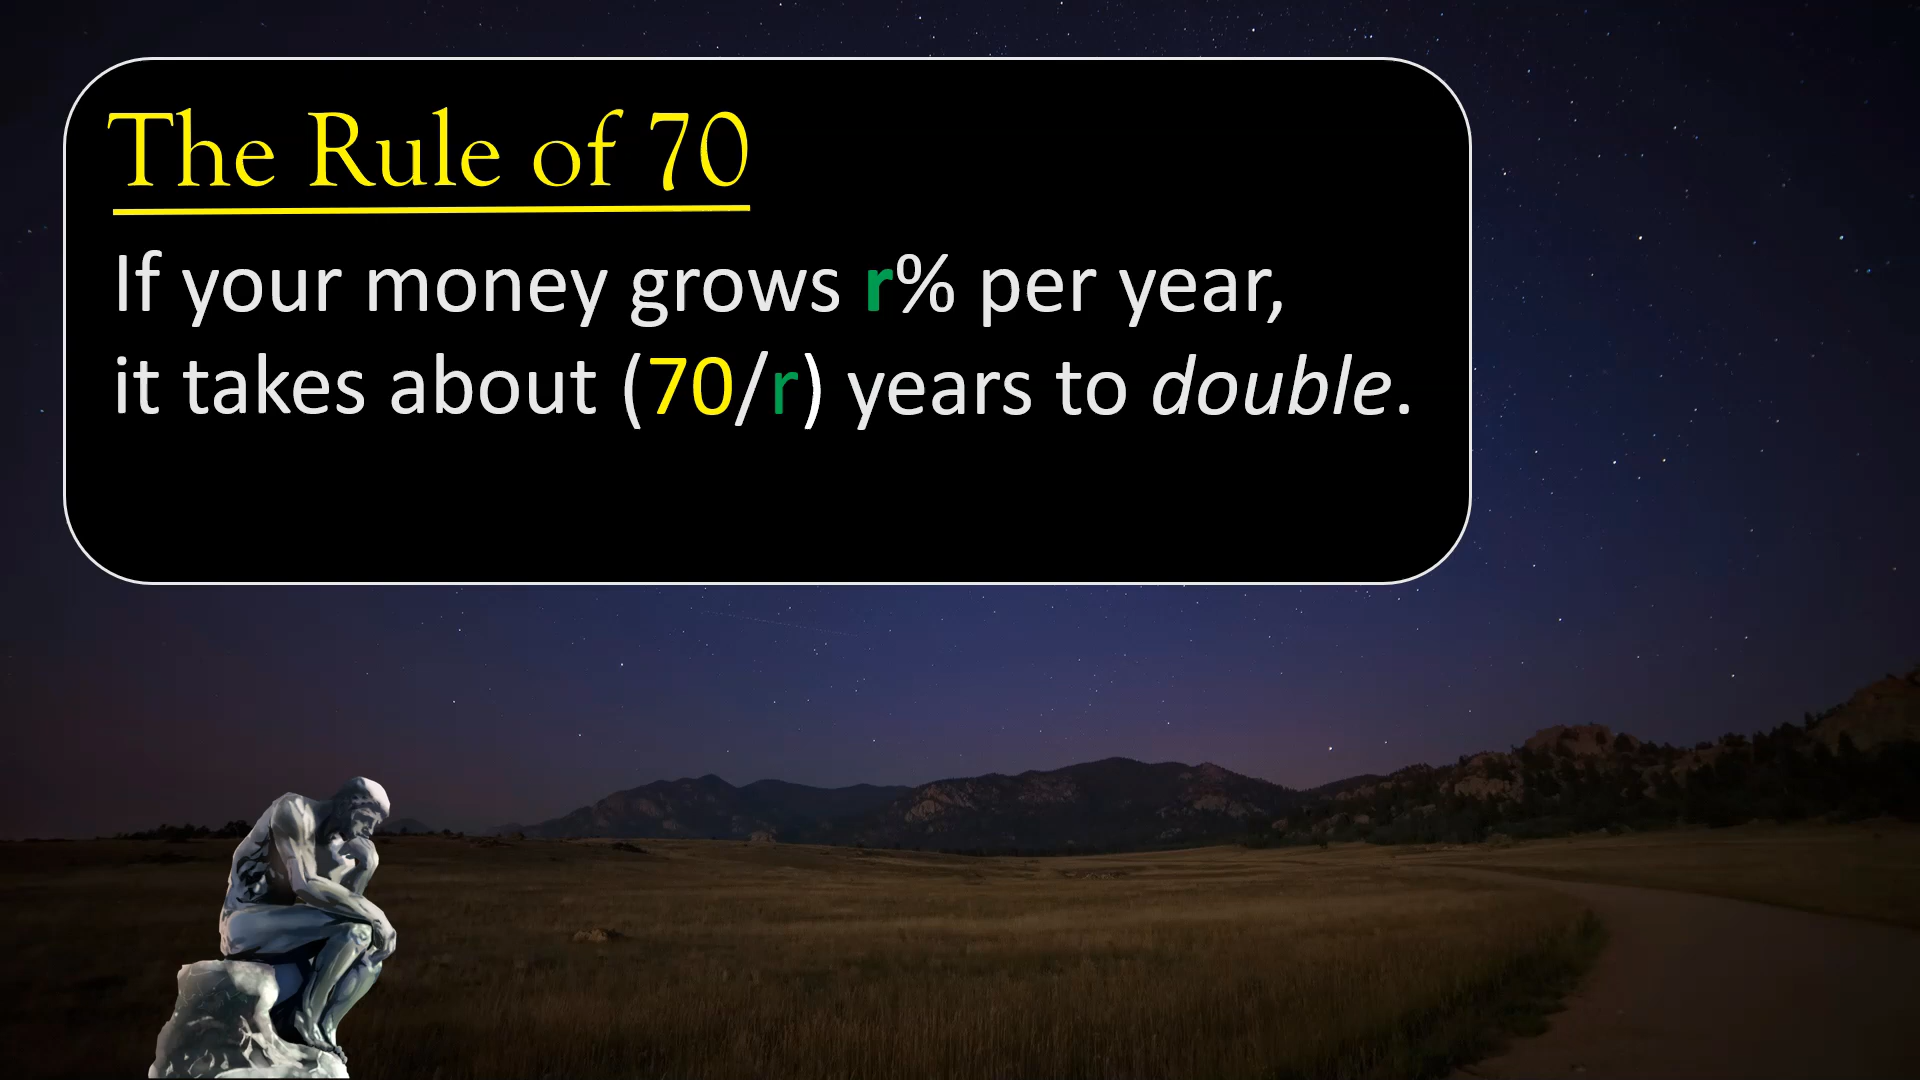 The Rule of 70
If your money grows r% per year,
it takes about (70/r) years to double.